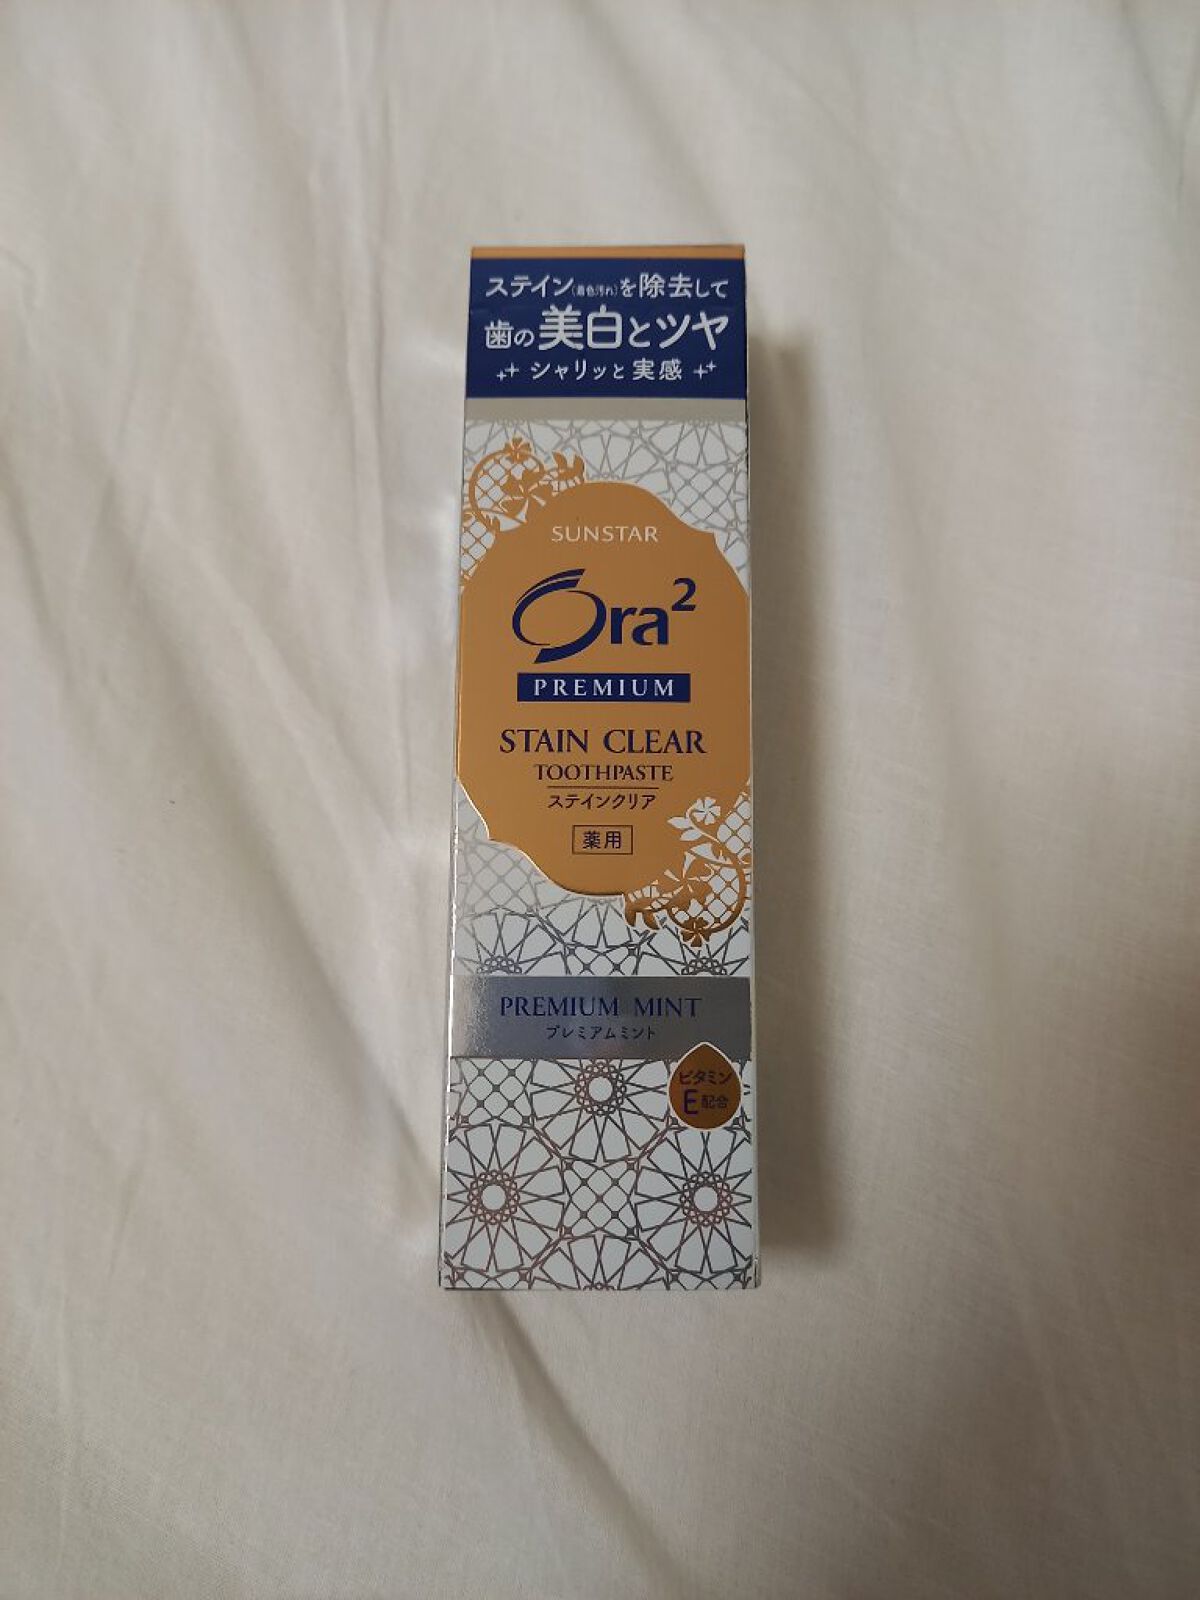 ステイン(着色汚れ)を除去して
歯の美白とツヤ
シャリッと実感
SUNSTAR
Ora²
PREMIUM
STAIN CLEAR
TOOTHPASTE
ステインクリア
薬用
PREMIUM MINT
プレミアムミント
ビタミン
E配合